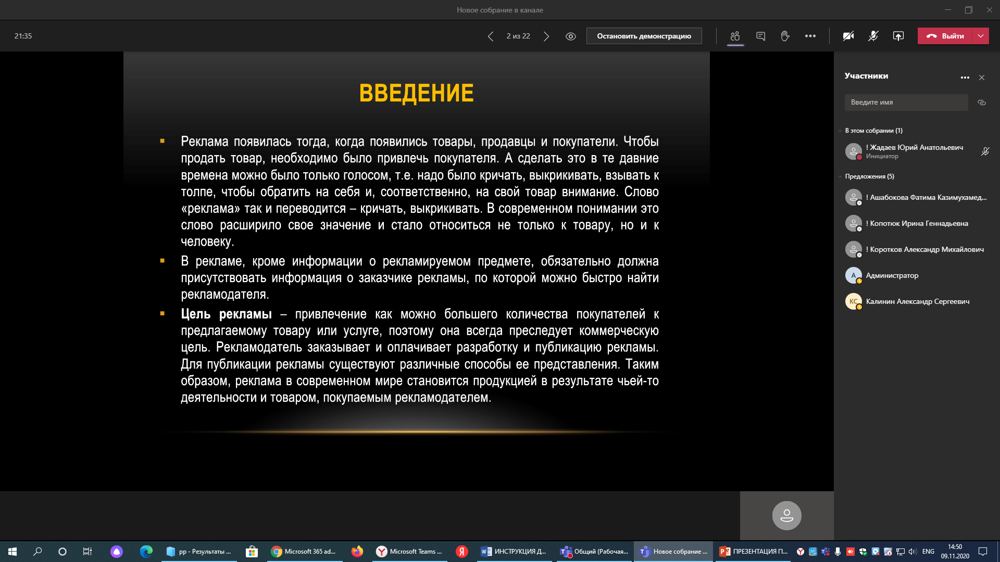 Новое собрание в канале
21:35
2 из 22
Остановить демонстрацию
Выйти
ВВЕДЕНИЕ
Реклама появилась тогда, когда появились товары, продавцы и покупатели. Чтобы
продать товар, необходимо было привлечь покупателя. А сделать это в те давние
времена можно было только голосом, т.е. надо было кричать, выкрикивать, взывать к
толпе, чтобы обратить на себя и, соответственно, на свой товар внимание. Слово
«реклама» так и переводится – кричать, выкрикивать. В современном понимании это
слово расширило свое значение и стало относиться не только к товару, но и к
человеку.
В рекламе, кроме информации о рекламируемом предмете, обязательно должна
присутствовать информация о заказчике рекламы, по которой можно быстро найти
рекламодателя.
Цель рекламы – привлечение как можно большего количества покупателей к
предлагаемому товару или услуге, поэтому она всегда преследует коммерческую
цель. Рекламодатель заказывает и оплачивает разработку и публикацию рекламы.
Для публикации рекламы существуют различные способы ее представления. Таким
образом, реклама в современном мире становится продукцией в результате чьей-то
деятельности и товаром, покупаемым рекламодателем.
Участники
Введите имя
В этом собрании (1)
! Жадаев Юрий Анатольевич
Инициатор
Предложения (5)
! Ашабокова Фатима Казимухамед...
! Копотюк Ирина Геннадьевна
! Коротков Александр Михайлович
А Администратор
КС Калинин Александр Сергеевич
pp - Результаты ...
Microsoft 365 ad...
Microsoft Teams ...
ИНСТРУКЦИЯ Д...
Общий (Рабочая...
Новое собрание ...
ПРЕЗЕНТАЦИЯ П...
ENG
14:50
09.11.2020